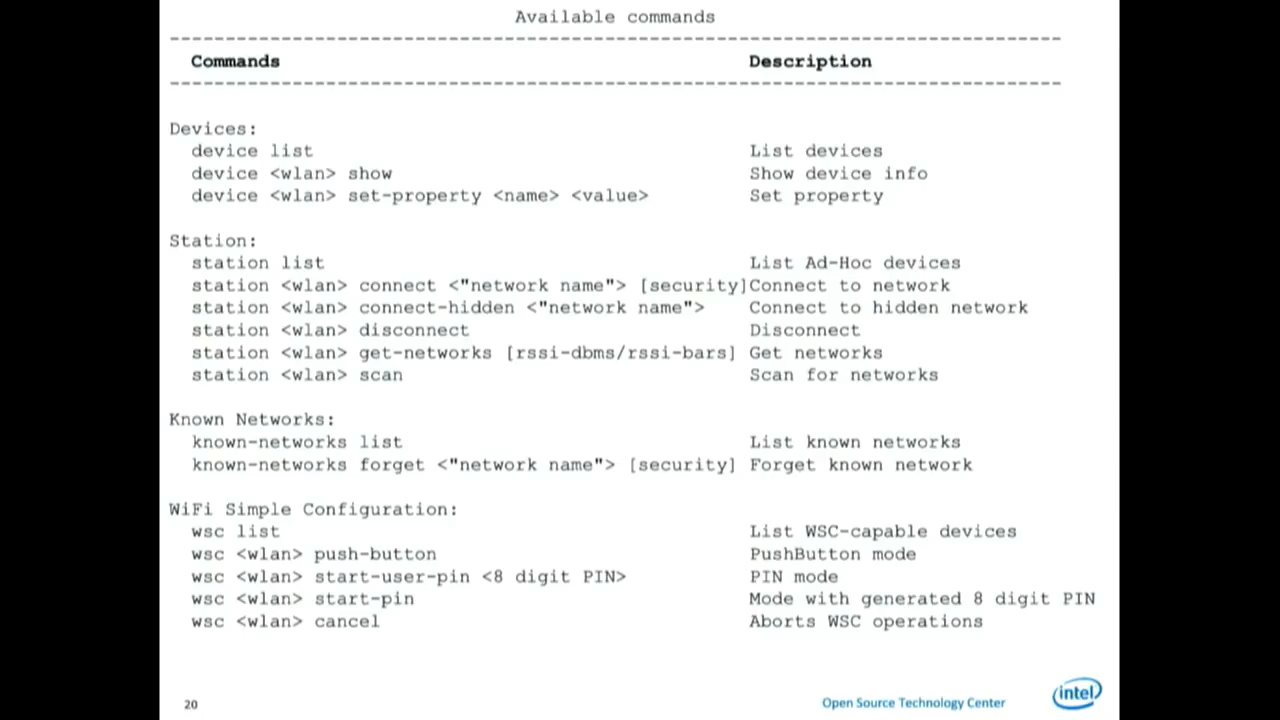 Available commands
--------------------------------------------------------------------------------
Commands Description
--------------------------------------------------------------------------------
Devices:
device list List devices
device <wlan> show Show device info
device <wlan> set-property <name> <value> Set property
Station:
station list List Ad-Hoc devices
station <wlan> connect <"network name"> [security]Connect to network
station <wlan> connect-hidden <"network name"> Connect to hidden network
station <wlan> disconnect Disconnect
station <wlan> get-networks [rssi-dbms/rssi-bars] Get networks
station <wlan> scan Scan for networks
Known Networks:
known-networks list List known networks
known-networks forget <"network name"> [security] Forget known network
WiFi Simple Configuration:
wsc list List WSC-capable devices
wsc <wlan> push-button PushButton mode
wsc <wlan> start-user-pin <8 digit PIN> PIN mode
wsc <wlan> start-pin Mode with generated 8 digit PIN
wsc <wlan> cancel Aborts WSC operations
20 Open Source Technology Center intel